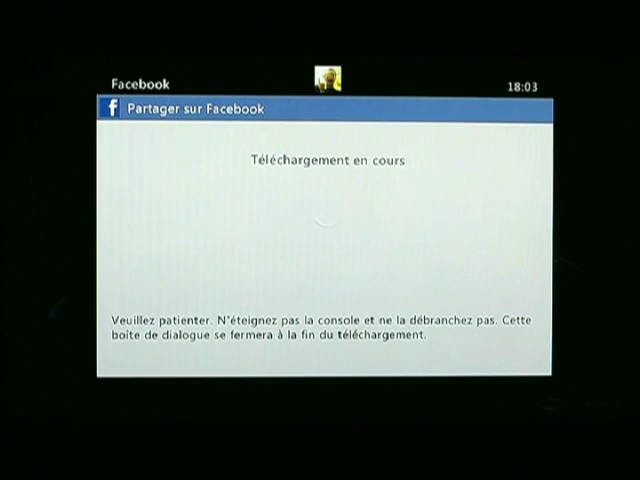 Facebook
18:03
f Partager sur Facebook
Téléchargement en cours
Veuillez patienter. N'éteignez pas la console et ne la débranchez pas. Cette
boîte de dialogue se fermera à la fin du téléchargement.